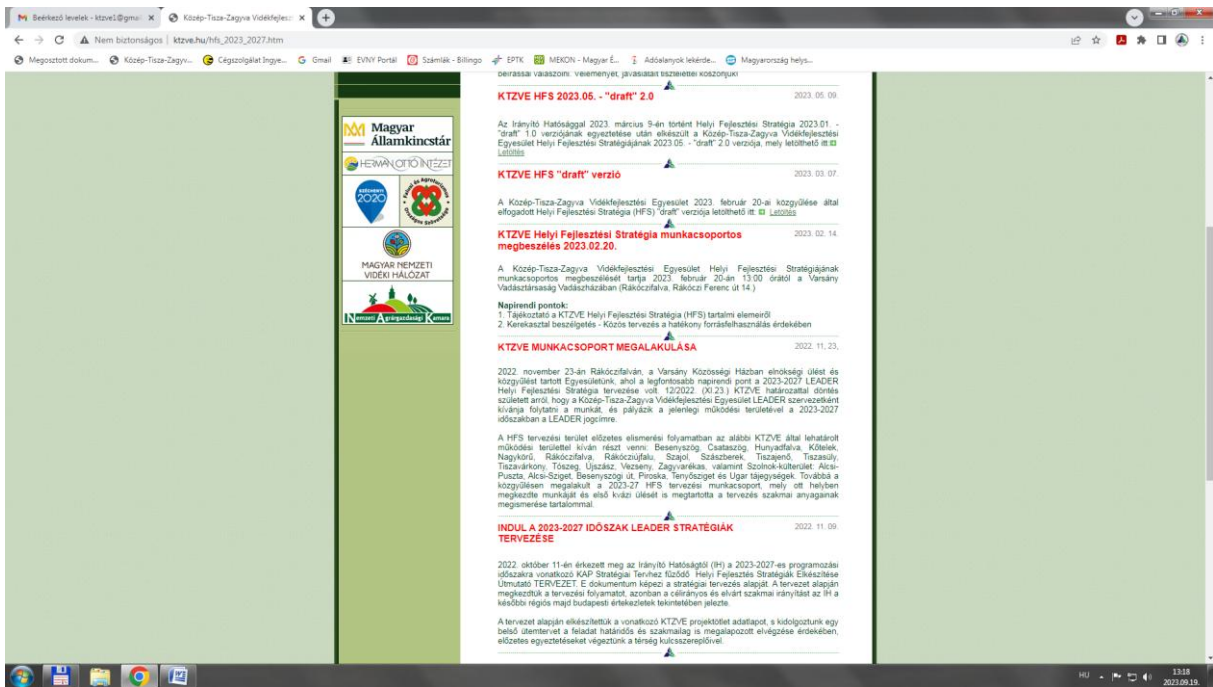 Beérkező levelek - ktzve1@gmai
Közép-Tisza-Zagyva Vidékfejlesz
Nem biztonságos | ktzve.hu/hfs_2023_2027.htm
Megosztott dokum...
Közép-Tisza-Zagyv...
Cégszolgálat Ingye...
Gmail
EVNY Portál
Számlák - Billingo
EPTK
MEKON - Magyar É...
Adóalanyok lekérde...
Magyarország helys...
beírással válaszolni. Véleményét, javaslatait tisztelettel köszönjük!
KTZVE HFS 2023.05. - "draft" 2.0
2023. 05. 09.
Az Irányító Hatósággal 2023. március 9-én történt Helyi Fejlesztési Stratégia 2023.01. -
"draft" 1.0 verziójának egyeztetése után elkészült a Közép-Tisza-Zagyva Vidékfejlesztési
Egyesület Helyi Fejlesztési Stratégiájának 2023.05. - "draft" 2.0 verziója, mely letölthető itt:
Letöltés
KTZVE HFS "draft" verzió
2023. 03. 07.
A Közép-Tisza-Zagyva Vidékfejlesztési Egyesület 2023. február 20-ai közgyűlése által
elfogadott Helyi Fejlesztési Stratégia (HFS) "draft" verziója letölthető itt: Letöltés
KTZVE Helyi Fejlesztési Stratégia munkacsoportos
megbeszélés 2023.02.20.
2023. 02. 14.
A Közép-Tisza-Zagyva Vidékfejlesztési Egyesület Helyi Fejlesztési Stratégiájának
munkacsoportos megbeszélését tartja 2023. február 20-án 13:00 órától a Varsány
Vadásztársaság Vadászházában (Rákóczifalva, Rákóczi Ferenc út 14.)
Napirendi pontok:
1. Tájékoztató a KTZVE Helyi Fejlesztési Stratégia (HFS) tartalmi elemeiről
2. Kerekasztal beszélgetés - Közös tervezés a hatékony forrásfelhasználás érdekében
KTZVE MUNKACSOPORT MEGALAKULÁSA
2022. 11. 23,
2022. november 23-án Rákóczifalván, a Varsány Közösségi Házban elnökségi ülést és
közgyűlést tartott Egyesületünk, ahol a legfontosabb napirendi pont a 2023-2027 LEADER
Helyi Fejlesztési Stratégia tervezése volt. 12/2022. (XI.23.) KTZVE határozattal döntés
született arról, hogy a Közép-Tisza-Zagyva Vidékfejlesztési Egyesület LEADER szervezetként
kívánja folytatni a munkát, és pályázik a jelenlegi működési területével a 2023-2027
időszakban a LEADER jogcímre.
A HFS tervezési terület előzetes elismerési folyamatban az alábbi KTZVE által lehatárolt
működési területtel kíván részt venni: Besenyszög, Csataszög, Hunyadfalva, Kőtelek,
Nagykörű, Rákóczifalva, Rákócziújfalu, Szajol, Szászberek, Tiszajenő, Tiszasüly,
Tiszavárkony, Tószeg, Újszász, Vezseny, Zagyvarékas, valamint Szolnok-külterület: Alcsi-
Puszta, Alcsi-Sziget, Besenyszögi út, Piroska, Tenyősziget és Ugar tájegységek. Továbbá a
közgyűlésen megalakult a 2023-27 HFS tervezési munkacsoport, mely ott helyben
megkezdte munkáját és első kvázi ülését is megtartotta a tervezés szakmai anyagainak
megismerése tartalommal.
INDUL A 2023-2027 IDŐSZAK LEADER STRATÉGIÁK
TERVEZÉSE
2022. 11. 09.
2022. október 11-én érkezett meg az Irányító Hatóságtól (IH) a 2023-2027-es programozási
időszakra vonatkozó KAP Stratégiai Tervhez fűződő Helyi Fejlesztés Stratégiák Elkészítése
Útmutató TERVEZET. E dokumentum képezi a stratégiai tervezés alapját. A tervezet alapján
megkezdtük a tervezési folyamatot, azonban a célirányos és elvárt szakmai irányítást az IH a
későbbi régiós majd budapesti értekezletek tekintetében jelezte.
A tervezet alapján elkészítettük a vonatkozó KTZVE projektötlet adatlapot, s kidolgoztunk egy
belső ütemtervet a feladat határidős és szakmailag is megalapozott elvégzése érdekében,
előzetes egyeztetéseket végeztünk a térség kulcsszereplőivel.
Magyar
Államkincstár
HERMAN OTTÓ INTÉZET
SZÉCHENYI
2020
MAGYAR NEMZETI
VIDÉKI HÁLÓZAT
Nemzeti Agrárgazdasági Kamara
HU
13:18
2023.09.19.